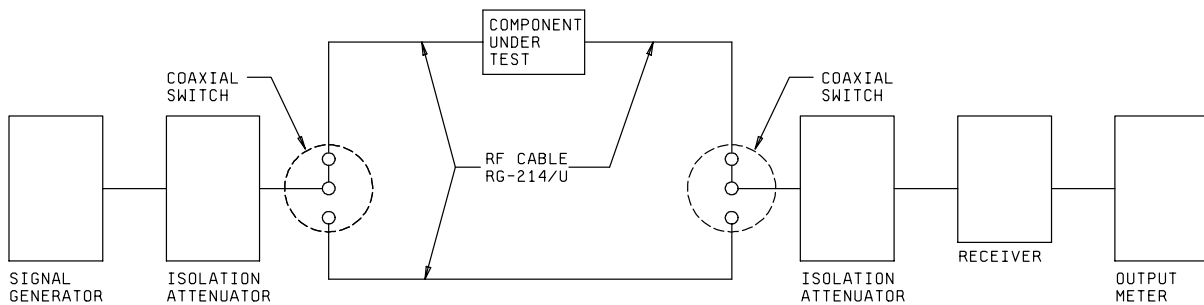 COMPONENT
UNDER
TEST
COAXIAL
SWITCH
COAXIAL
SWITCH
RF CABLE
RG-214/U
SIGNAL
GENERATOR
ISOLATION
ATTENUATOR
ISOLATION
ATTENUATOR
RECEIVER
OUTPUT
METER